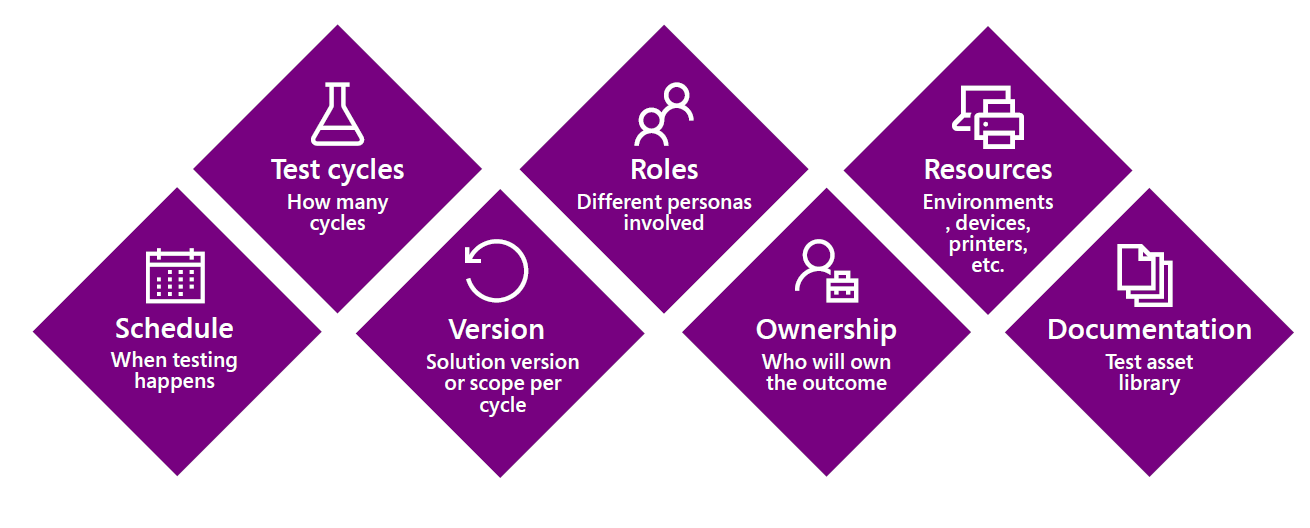 Test cycles
How many
cycles
Roles
Different personas
involved
Resources
Environments
, devices,
printers,
etc.
Schedule
When testing
happens
Version
Solution version
or scope per
cycle
Ownership
Who will own
the outcome
Documentation
Test asset
library